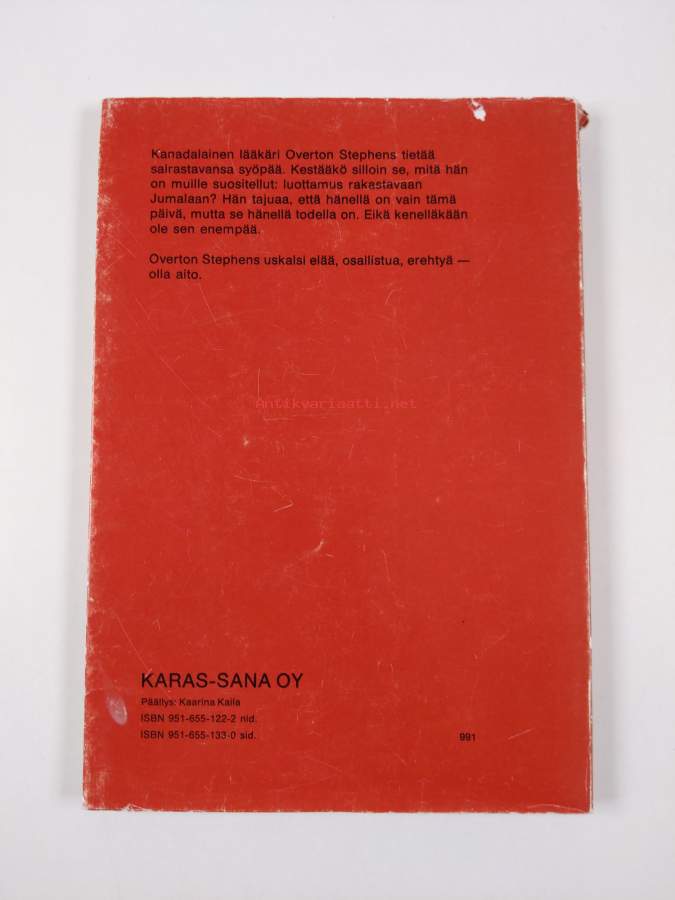 Kanadalainen lääkäri Overton Stephens tietää
sairastavansa syöpää. Kestääkö silloin se, mitä hän
on muille suositellut: luottamus rakastavaan
Jumalaan? Hän tajuaa, että hänellä on vain tämä
päivä, mutta se hänellä todella on. Eikä kenelläkään
ole sen enempää.
Overton Stephens uskalsi elää, osallistua, erehtyä —
olla aito.
Antikvariaatti.net
KARAS-SANA OY
Päällys: Kaarina Kaila
ISBN 951-655-122-2 nid.
ISBN 951-655-133-0 sid.
991